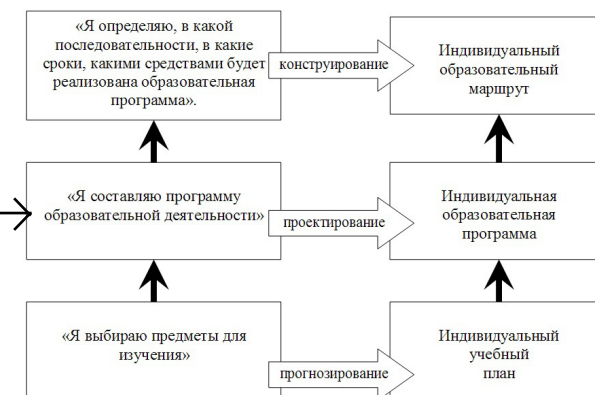 «Я определяю, в какой
последовательности, в какие
сроки, какими средствами будет
реализована образовательная
программа».
конструирование
Индивидуальный
образовательный
маршрут
«Я составляю программу
образовательной деятельности»
проектирование
Индивидуальная
образовательная
программа
«Я выбираю предметы для
изучения»
прогнозирование
Индивидуальный
учебный
план